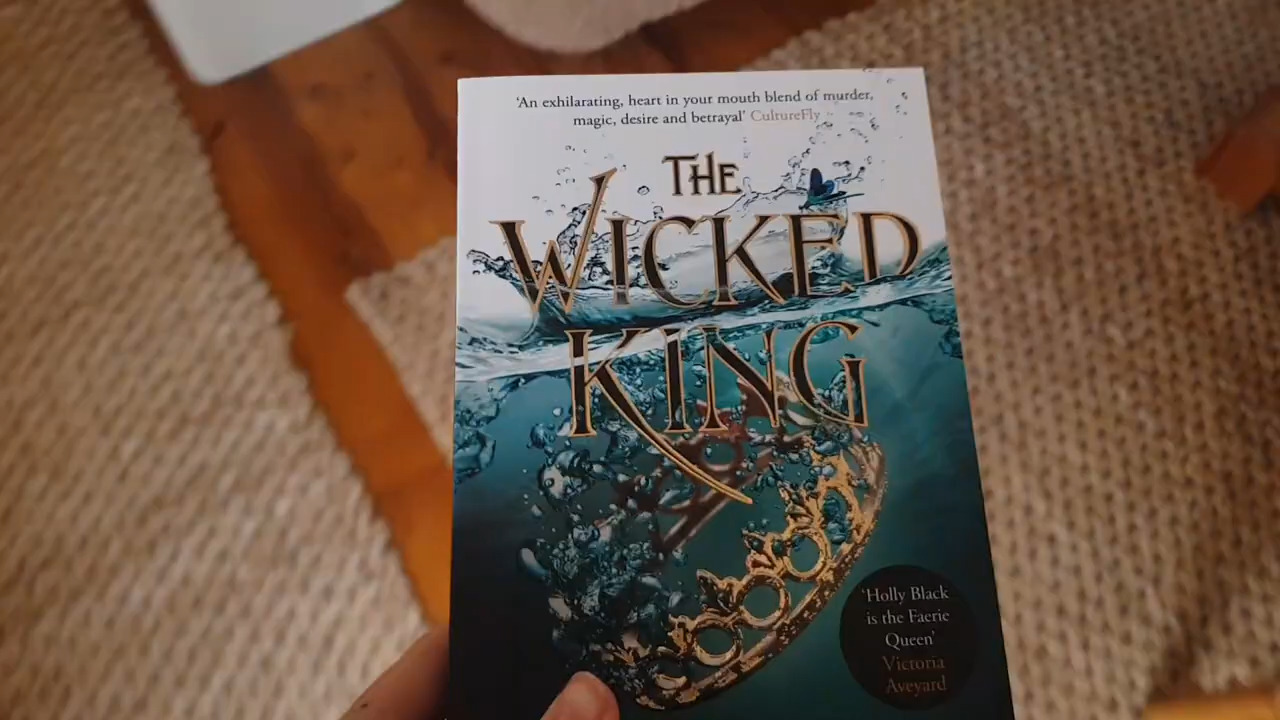 ‘An exhilarating, heart in your mouth blend of murder,
magic, desire and betrayal’ CultureFly
THE
WICKED
KING
‘Holly Black
is the Faerie
Queen’
Victoria
Aveyard